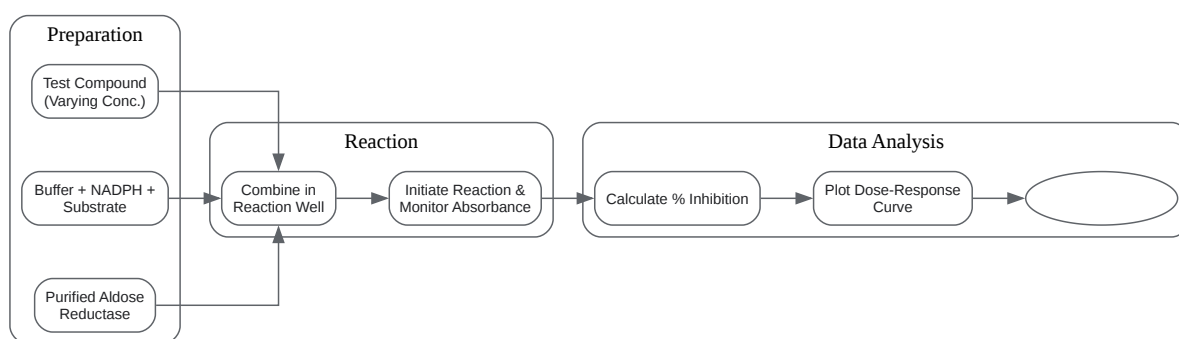 Preparation
Test Compound
(Varying Conc.)
Buffer + NADPH +
Substrate
Purified Aldose
Reductase
Reaction
Combine in
Reaction Well
Initiate Reaction &
Monitor Absorbance
Data Analysis
Calculate % Inhibition
Plot Dose-Response
Curve